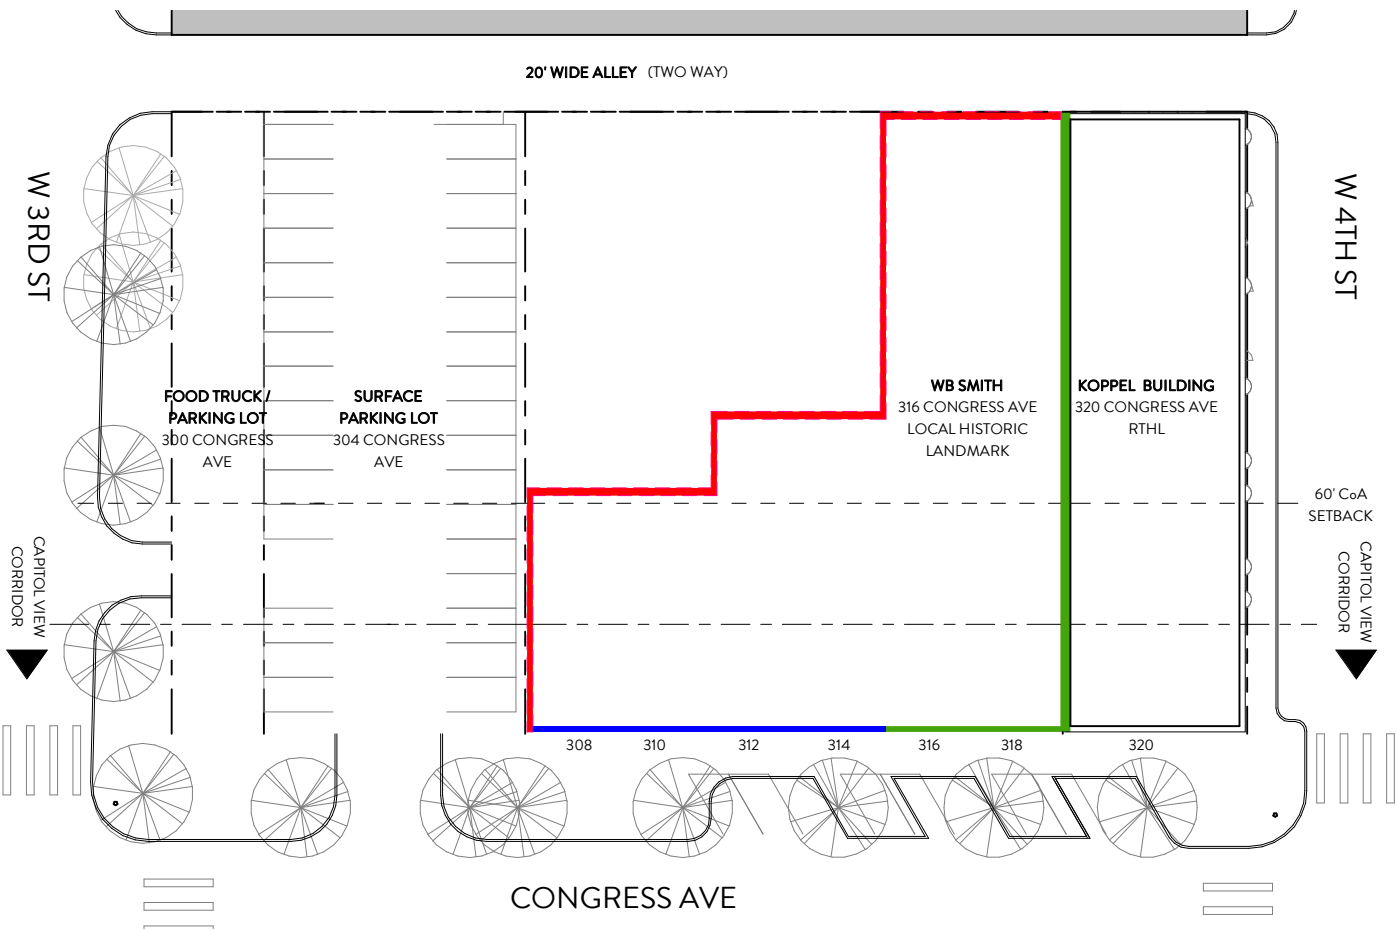 20' WIDE ALLEY (TWO WAY)
W 3RD ST
W 4TH ST
FOOD TRUCK /
PARKING LOT
300 CONGRESS
AVE
SURFACE
PARKING LOT
304 CONGRESS
AVE
WB SMITH
316 CONGRESS AVE
LOCAL HISTORIC
LANDMARK
KOPPEL BUILDING
320 CONGRESS AVE
RTHL
60' CoA
SETBACK
CAPITOL VIEW
CORRIDOR
CAPITOL VIEW
CORRIDOR
308 310 312 314 316 318 320
CONGRESS AVE